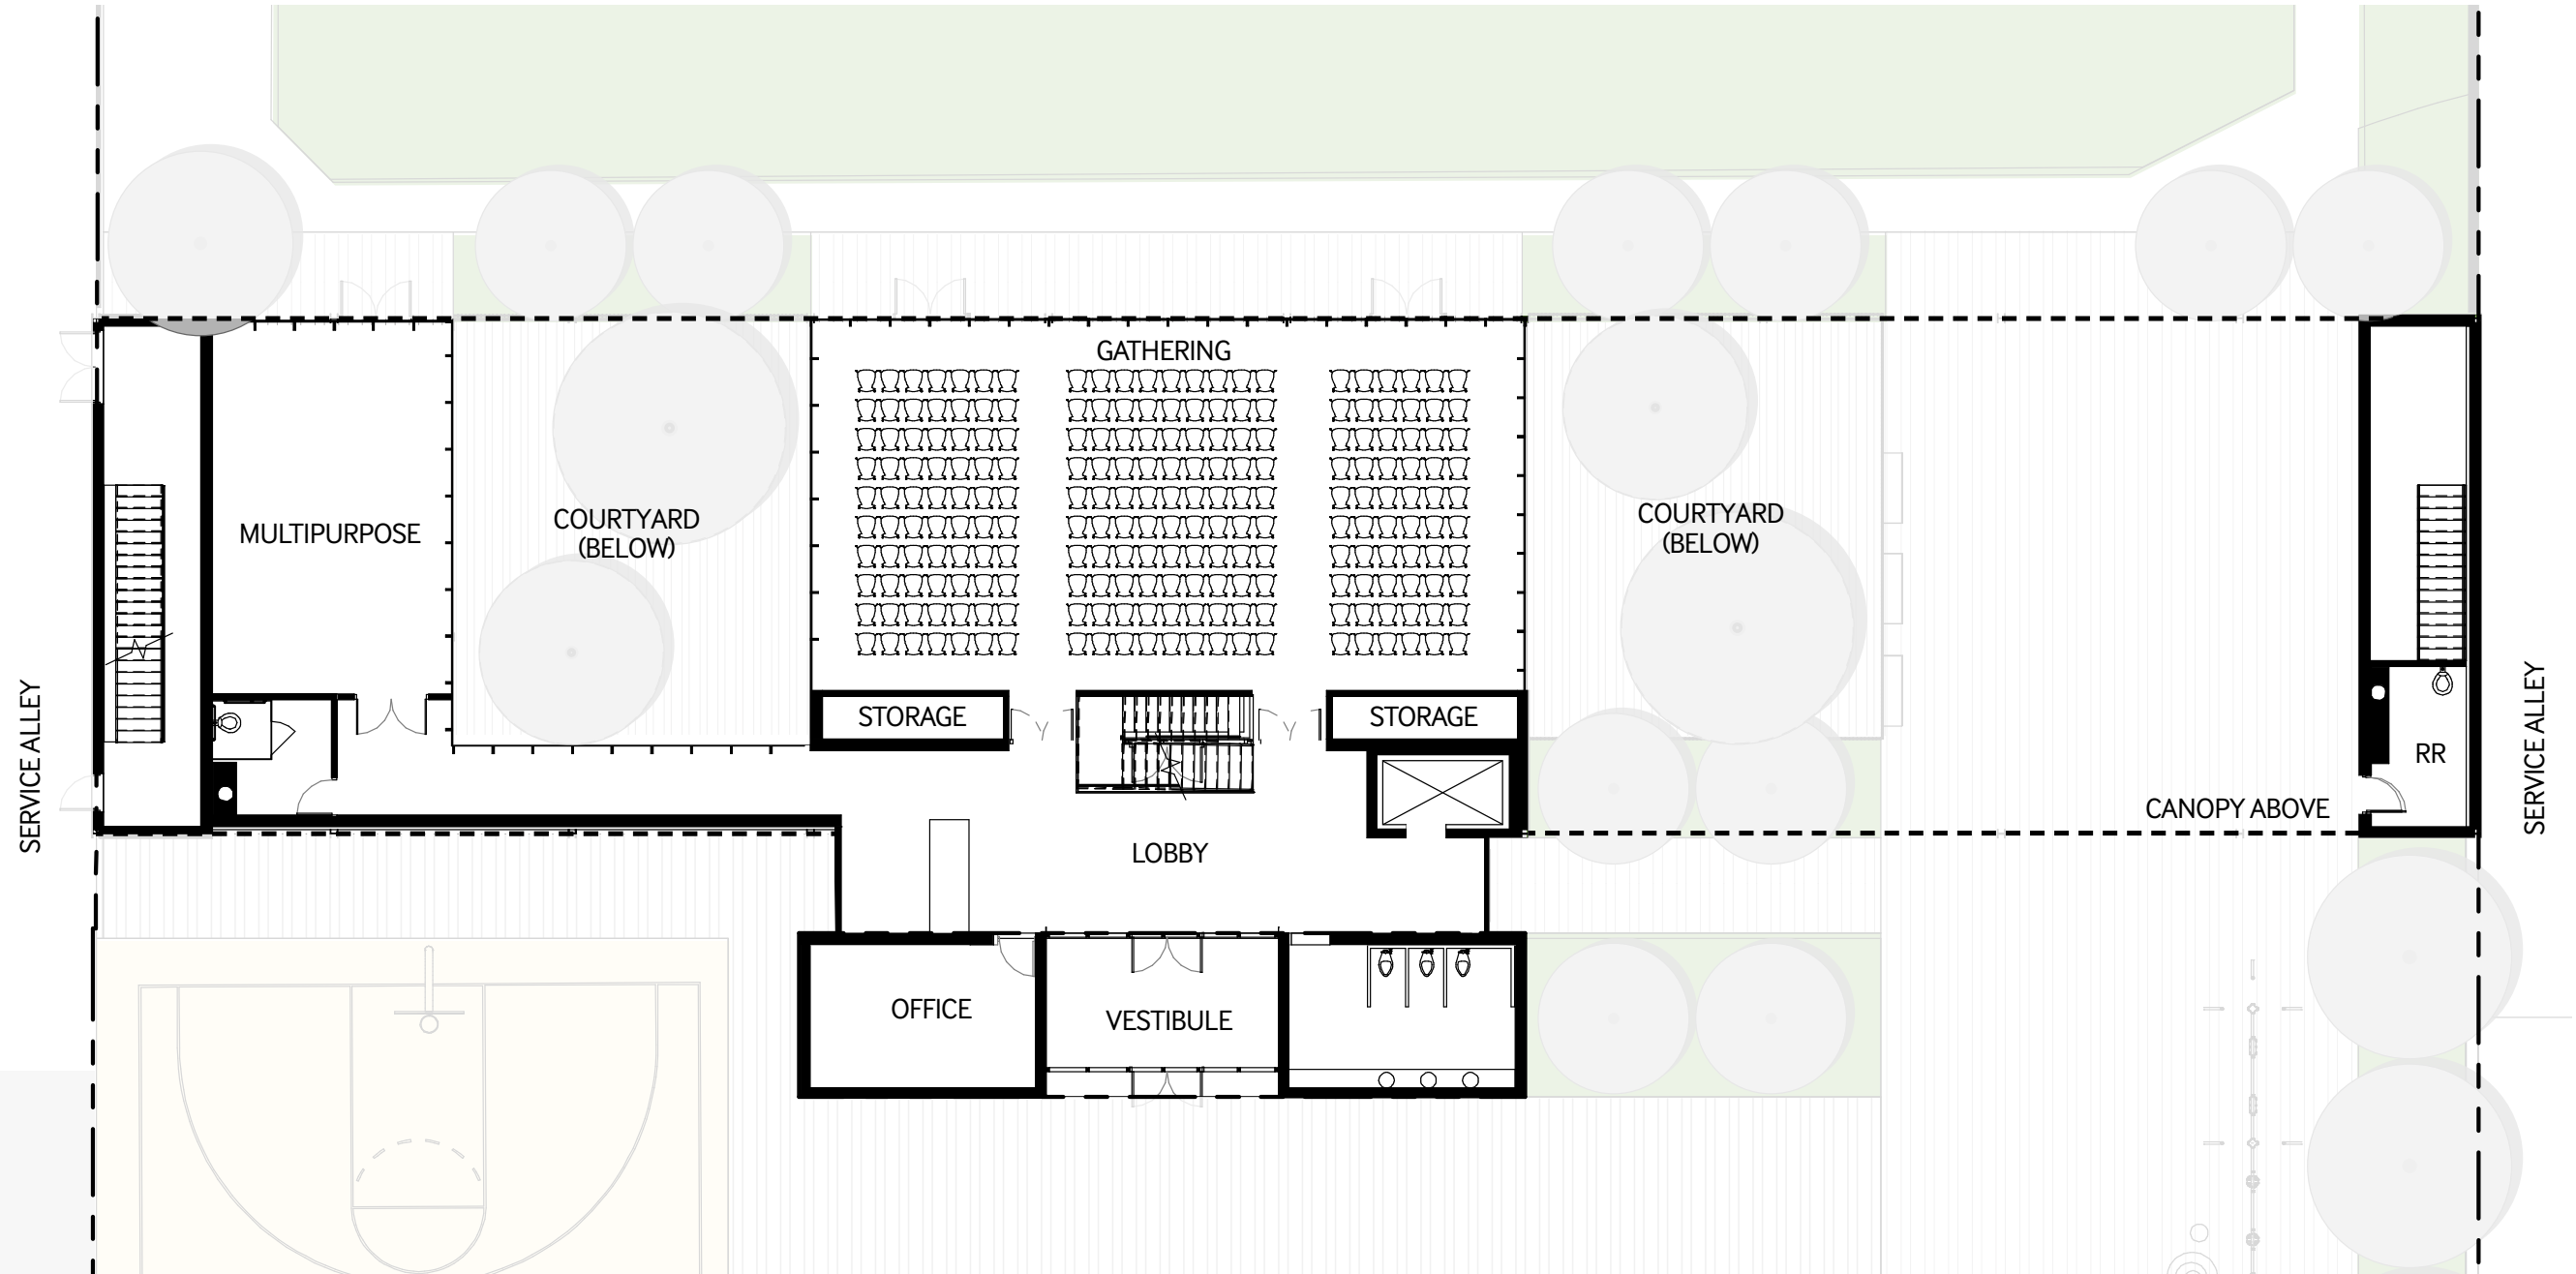 GATHERING
MULTIPURPOSE
COURTYARD
(BELOW)
COURTYARD
(BELOW)
STORAGE
STORAGE
SERVICE ALLEY
RR
SERVICE ALLEY
CANOPY ABOVE
LOBBY
OFFICE
VESTIBULE